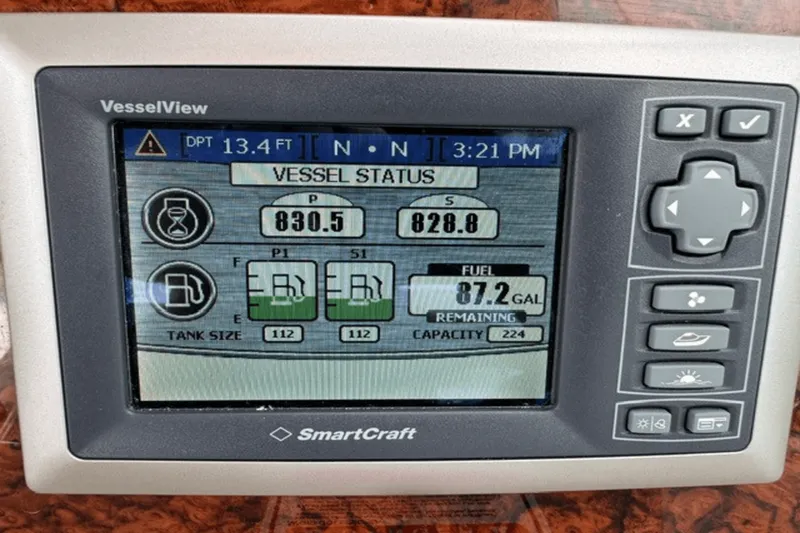 VesselView
DPT 13.4 FT N • N 3:21 PM
VESSEL STATUS
P S
830.5 828.8
P1 S1
F
FUEL
87.2 GAL
E
REMAINING
TANK SIZE 112 112 CAPACITY 224
SmartCraft
X